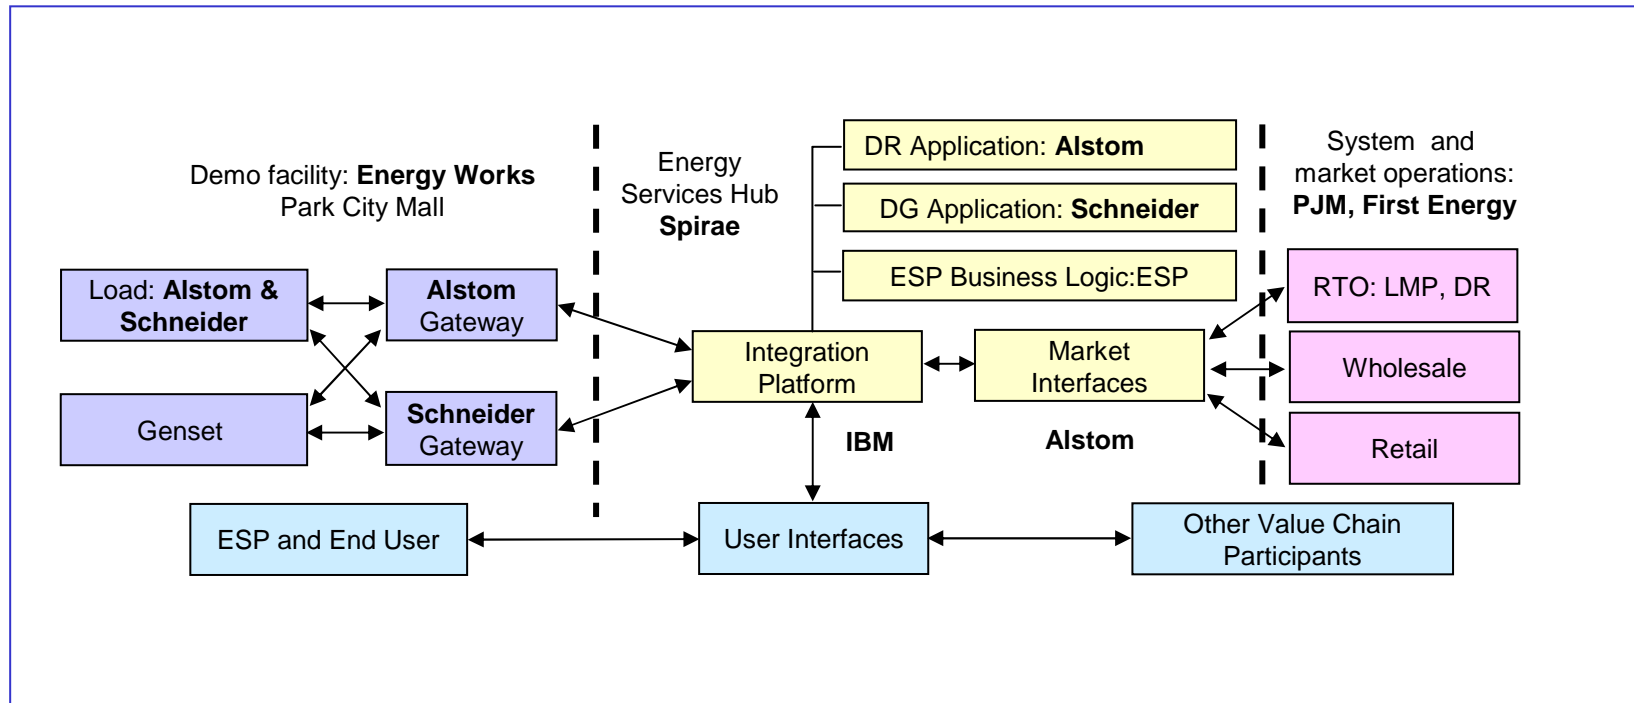 Demo facility: Energy Works
Park City Mall
Energy
Services Hub
Spirae
DR Application: Alstom
DG Application: Schneider
ESP Business Logic:ESP
System and
market operations:
PJM, First Energy
Load: Alstom &
Schneider
Alstom
Gateway
Genset
Schneider
Gateway
Integration
Platform
Market
Interfaces
RTO: LMP, DR
Wholesale
Retail
IBM
Alstom
ESP and End User
User Interfaces
Other Value Chain
Participants